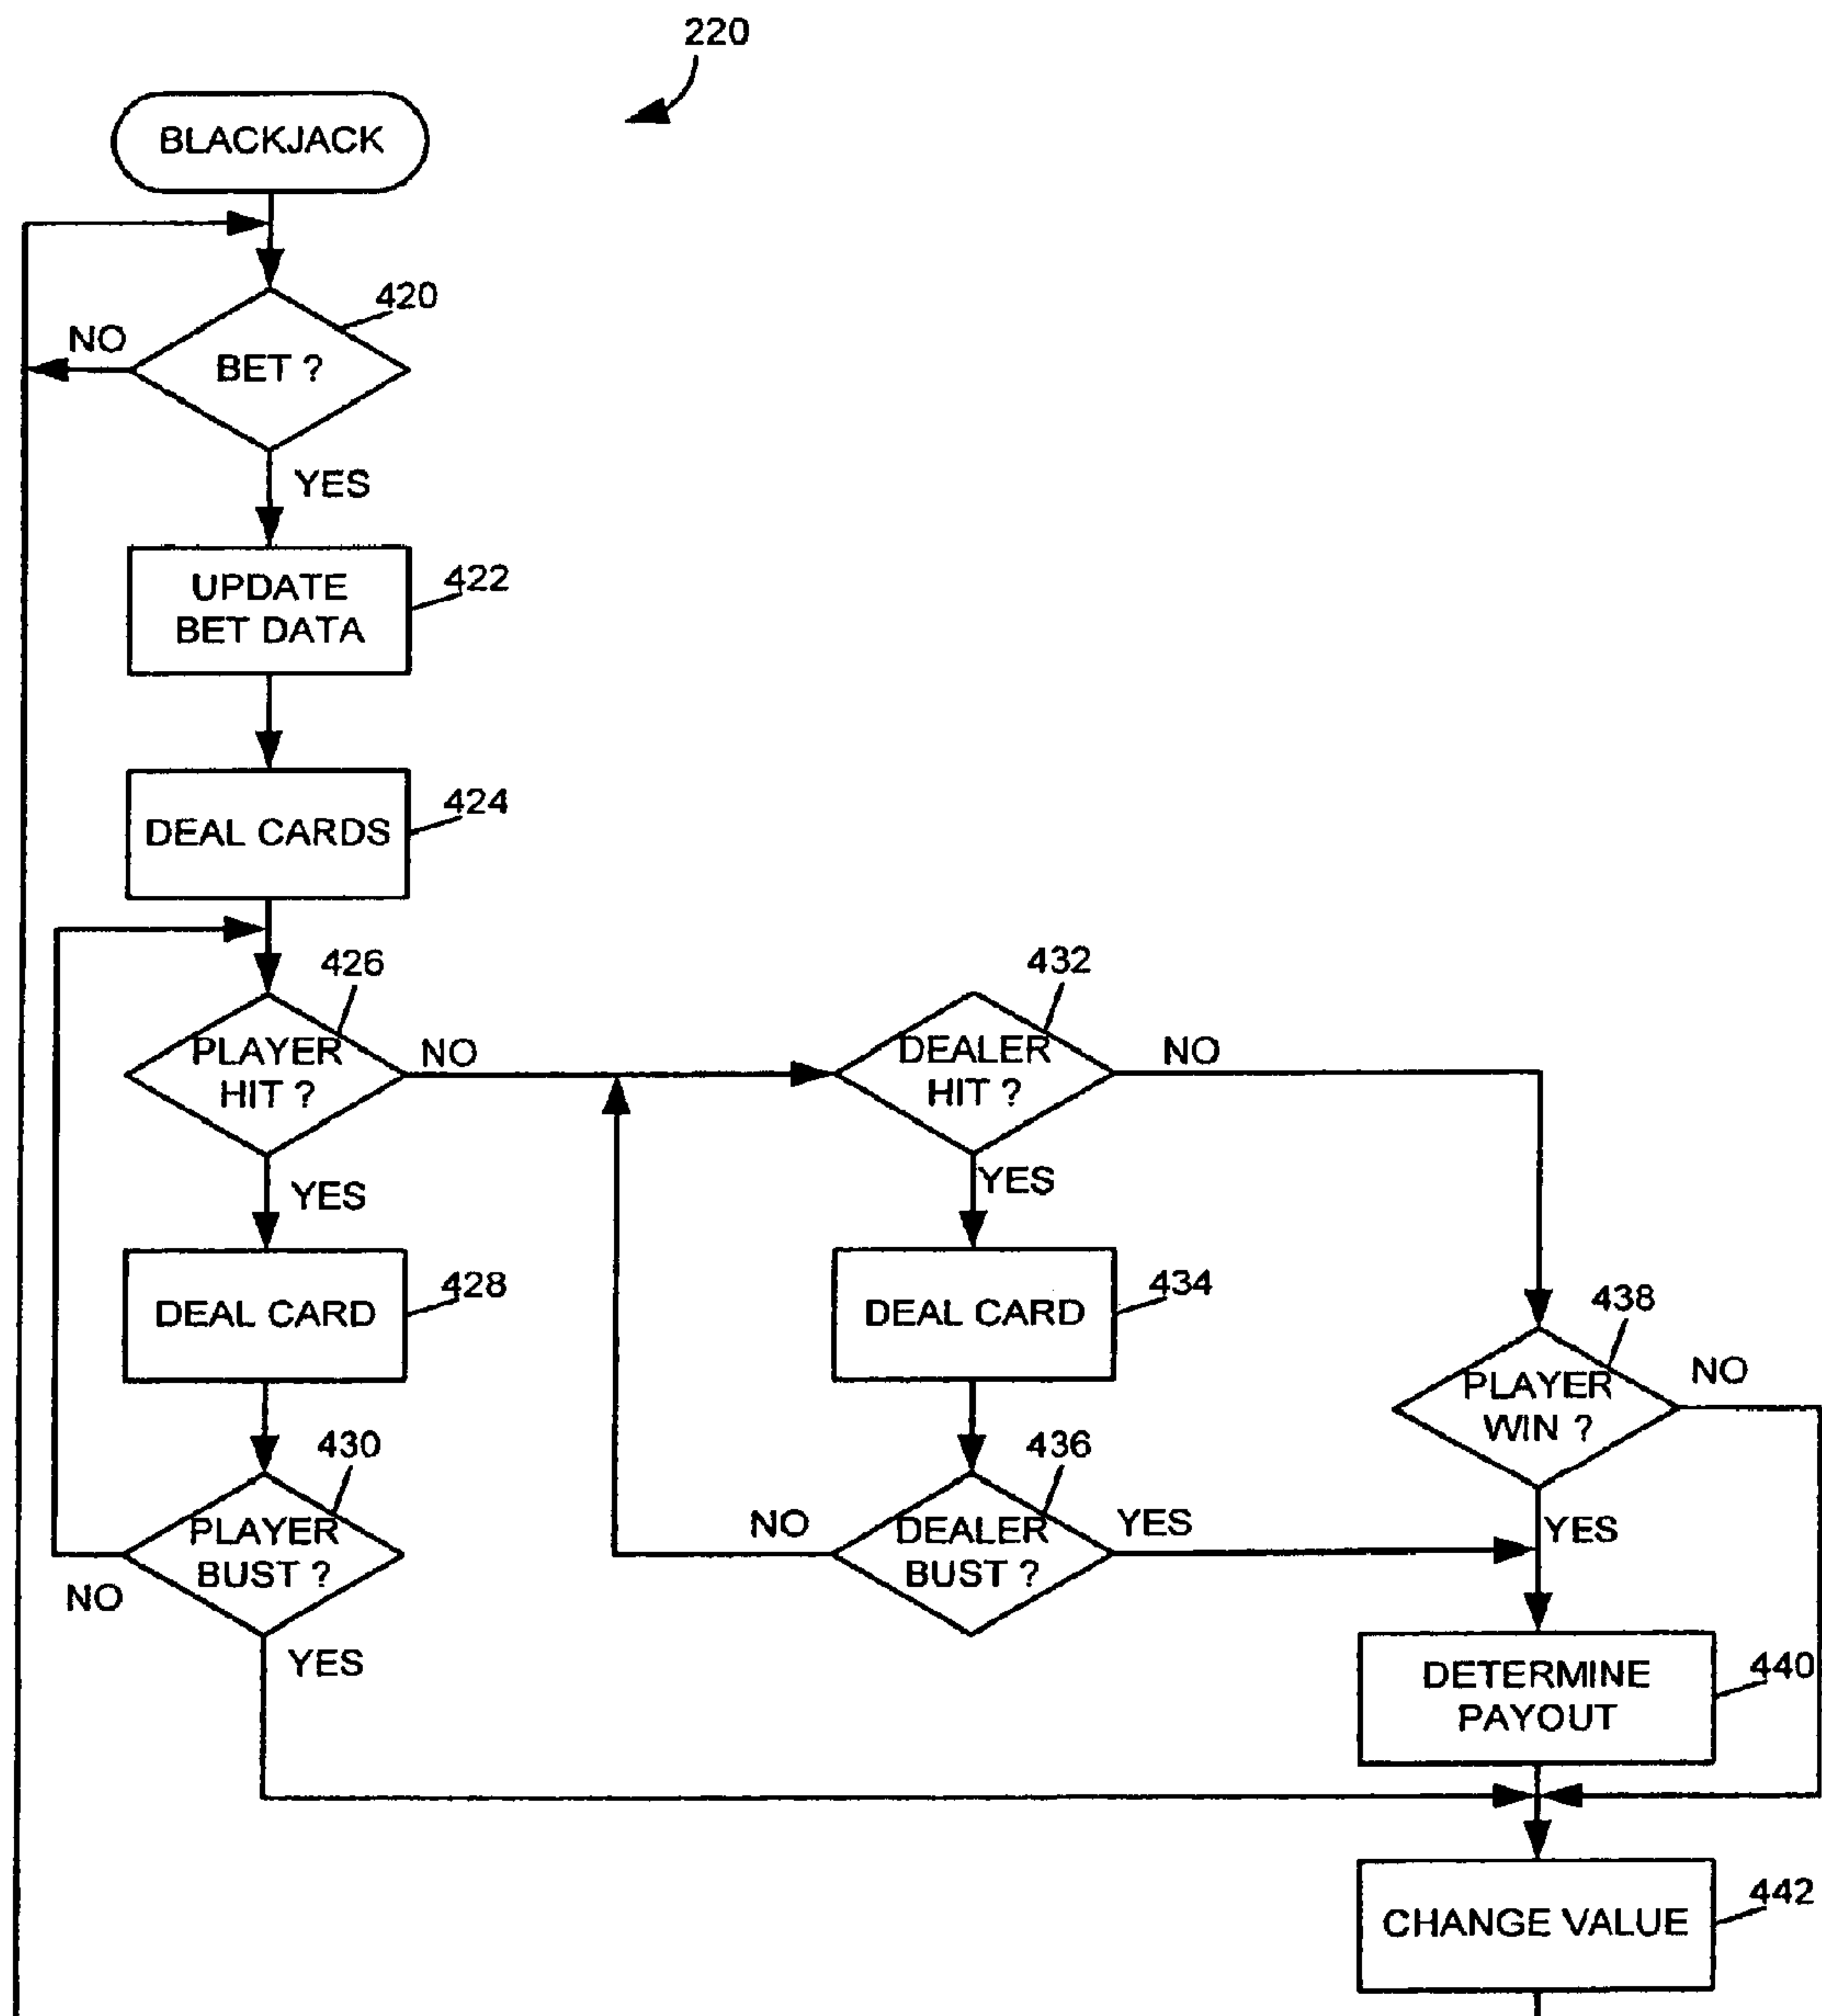 220
BLACKJACK
420
NO
BET ?
YES
UPDATE
BET DATA
422
DEAL CARDS
424
426
PLAYER
HIT ?
NO
YES
432
DEALER
HIT ?
NO
YES
DEAL CARD
428
DEAL CARD
434
438
PLAYER
WIN ?
NO
YES
430
PLAYER
BUST ?
NO
YES
436
NO
DEALER
BUST ?
YES
DETERMINE
PAYOUT
440
CHANGE VALUE
442